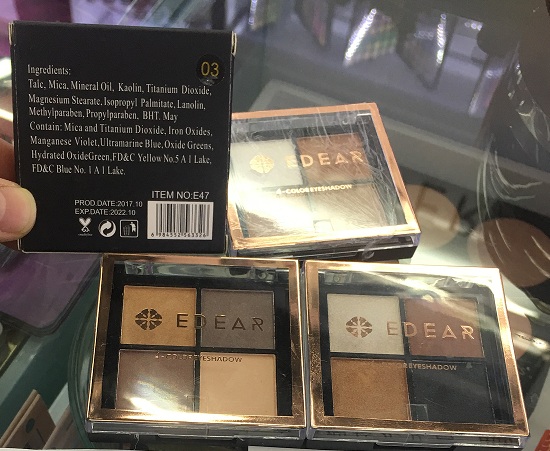 03
Ingredients:
Talc, Mica, Mineral Oil, Kaolin, Titanium Dioxide,
Magnesium Stearate, Isopropyl Palmitate, Lanolin,
Methylparaben, Propylparaben, BHT. May
Contain: Mica and Titanium Dioxide, Iron Oxides,
Manganese Violet, Ultramarine Blue, Oxide Greens,
Hydrated OxideGreen, FD&C Yellow No.5 A l Lake,
FD&C Blue No. 1 A l Lake.
ITEM NO:E47
PROD.DATE:2017.10
EXP.DATE:2022.10
EDEAR
4-COLOR EYESHADOW
EDEAR
EYESHADOW
EDEAR
EYESHADOW